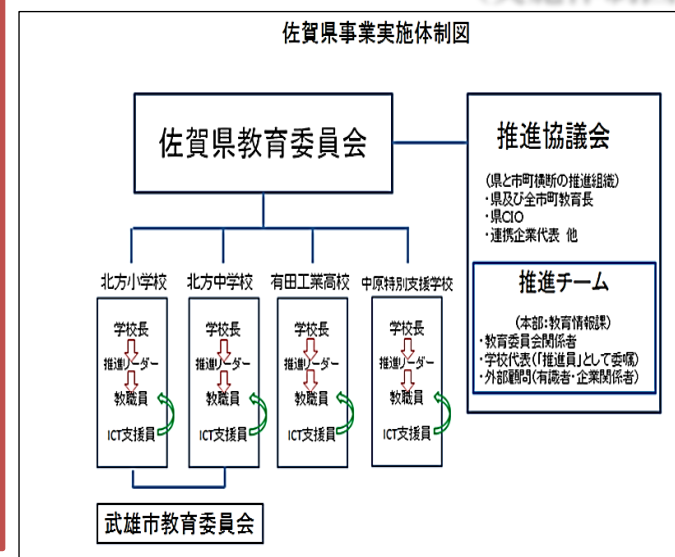 佐賀県事業実施体制図
佐賀県教育委員会
推進協議会
(県と市町横断の推進組織)
・県及び全市町教育長
・県CIO
・連携企業代表 他
推進チーム
(本部:教育情報課)
・教育委員会関係者
・学校代表(「推進員」として委嘱)
・外部顧問(有識者・企業関係者)
北方小学校
学校長
推進リーダー
教職員
ICT支援員
北方中学校
学校長
推進リーダー
教職員
ICT支援員
有田工業高校
学校長
推進リーダー
教職員
ICT支援員
中原特別支援学校
学校長
推進リーダー
教職員
ICT支援員
武雄市教育委員会